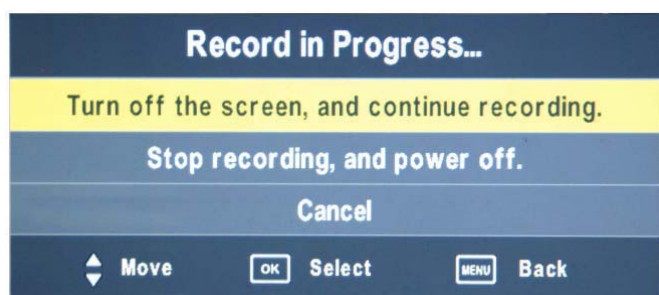 Record in Progress...
Turn off the screen, and continue recording.
Stop recording, and power off.
Cancel
Move OK Select MENU Back